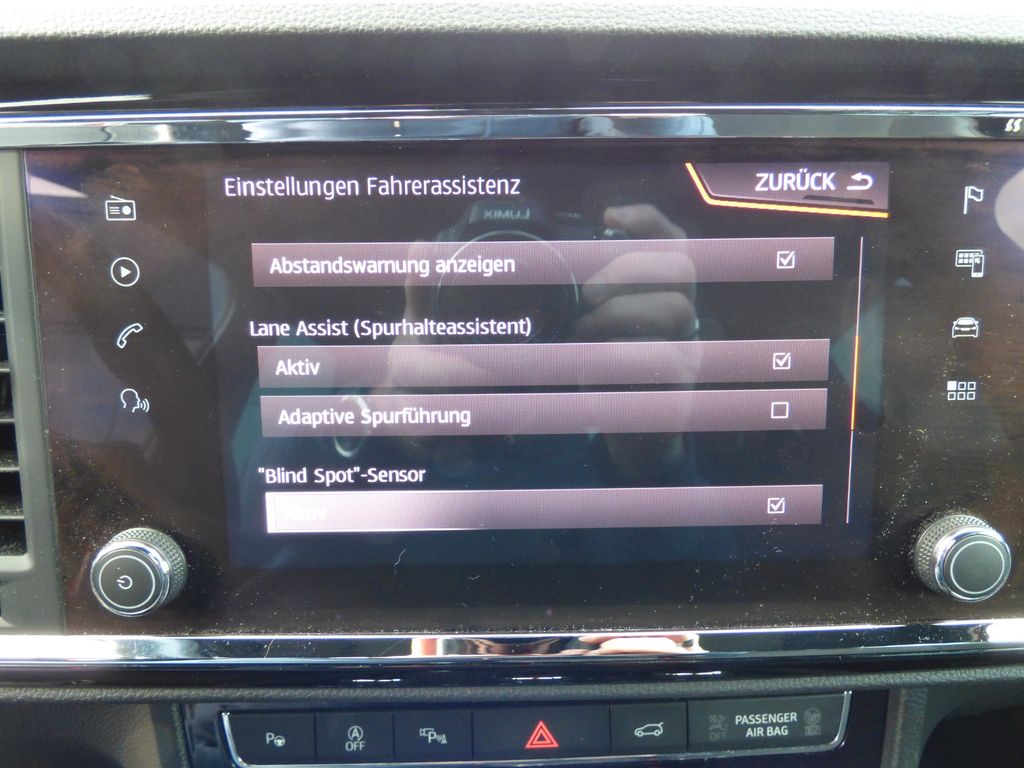 Einstellungen Fahrerassistenz
ZURÜCK
LUMIX
Abstandswarnung anzeigen
Lane Assist (Spurhalteassistent)
Aktiv
Adaptive Spurführung
"Blind Spot"-Sensor
Aktiv
P
A
OFF
P
OFF
PASSENGER
AIR BAG